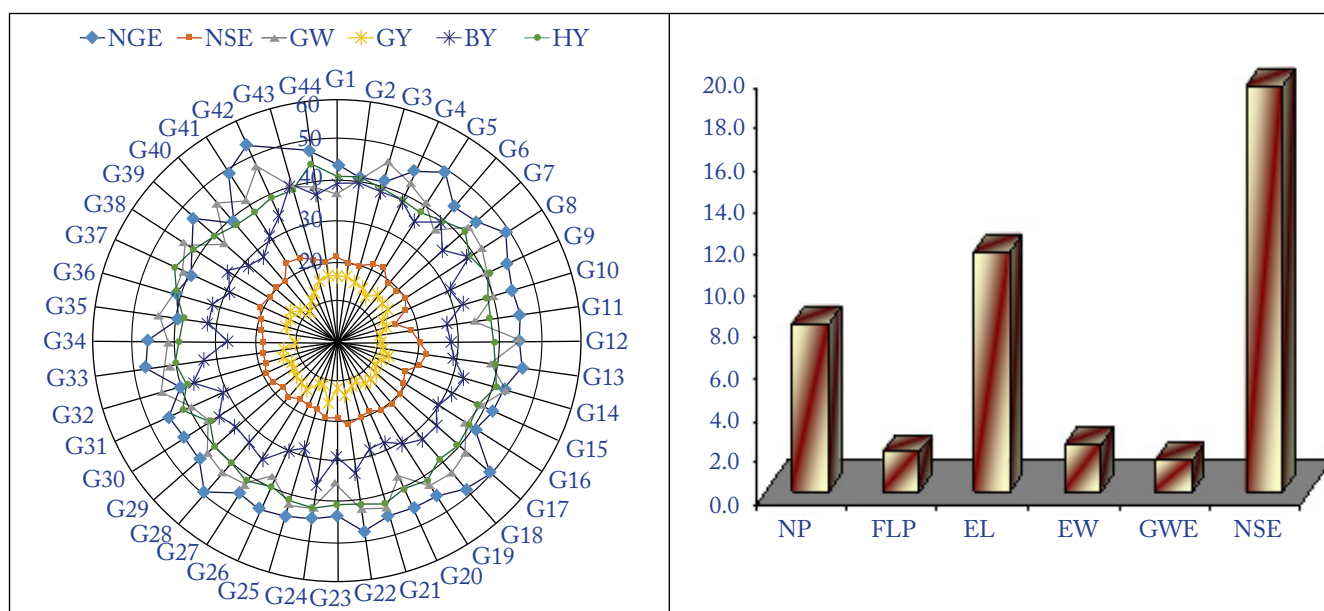 NGE NSE GW GY BY HY
G1
G2
G3
G4
G5
G6
G7
G8
G9
G10
G11
G12
G13
G14
G15
G16
G17
G18
G19
G20
G21
G22
G23
G24
G25
G26
G27
G28
G29
G30
G31
G32
G33
G34
G35
G36
G37
G38
G39
G40
G41
G42
G43
G44
60
50
40
30
20
20.0
18.0
16.0
14.0
12.0
10.0
8.0
6.0
4.0
2.0
0.0
NP FLP EL EW GWE NSE